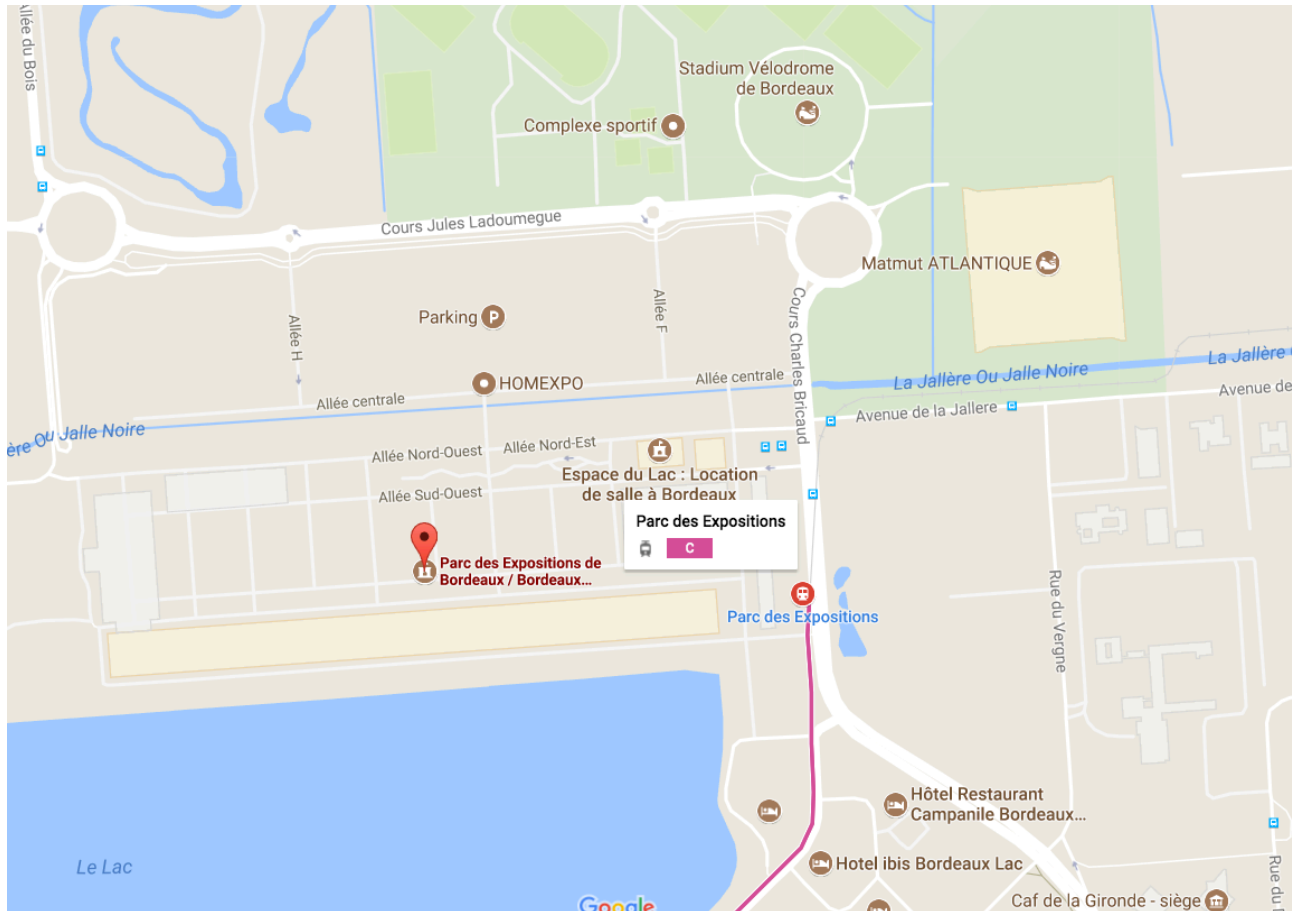 Allée du Bois
Stadium Vélodrome
de Bordeaux
Complexe sportif
Cours Jules Ladoumegue
Matmut ATLANTIQUE
Parking P
Allée H
Allée F
Cours Charles Bricaud
HOMEXPO
Allée centrale
Allée centrale
La Jallère Ou Jalle Noire
La Jallère
Avenue de
Avenue de la Jallere
ère Ou Jalle Noire
Allée Nord-Ouest
Allée Nord-Est
Espace du Lac : Location
de salle à Bordeaux
Allée Sud-Ouest
Parc des Expositions
C
Parc des Expositions de
Bordeaux / Bordeaux...
Parc des Expositions
Rue du Vergne
Hôtel Restaurant
Campanile Bordeaux...
Hotel ibis Bordeaux Lac
Le Lac
Rue du
Caf de la Gironde - siège
Google